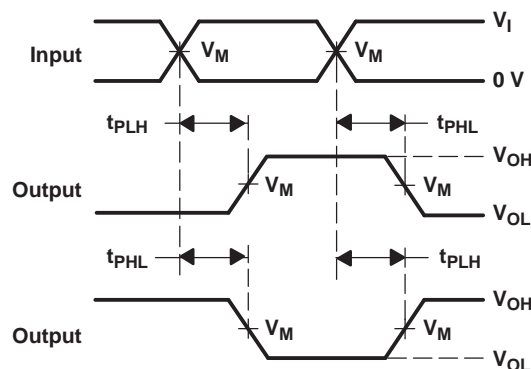 V_I
Input V_M V_M
0 V
t_PLH t_PHL
V_OH
Output V_M V_M
V_OL
t_PHL t_PLH
V_OH
Output V_M V_M
V_OL